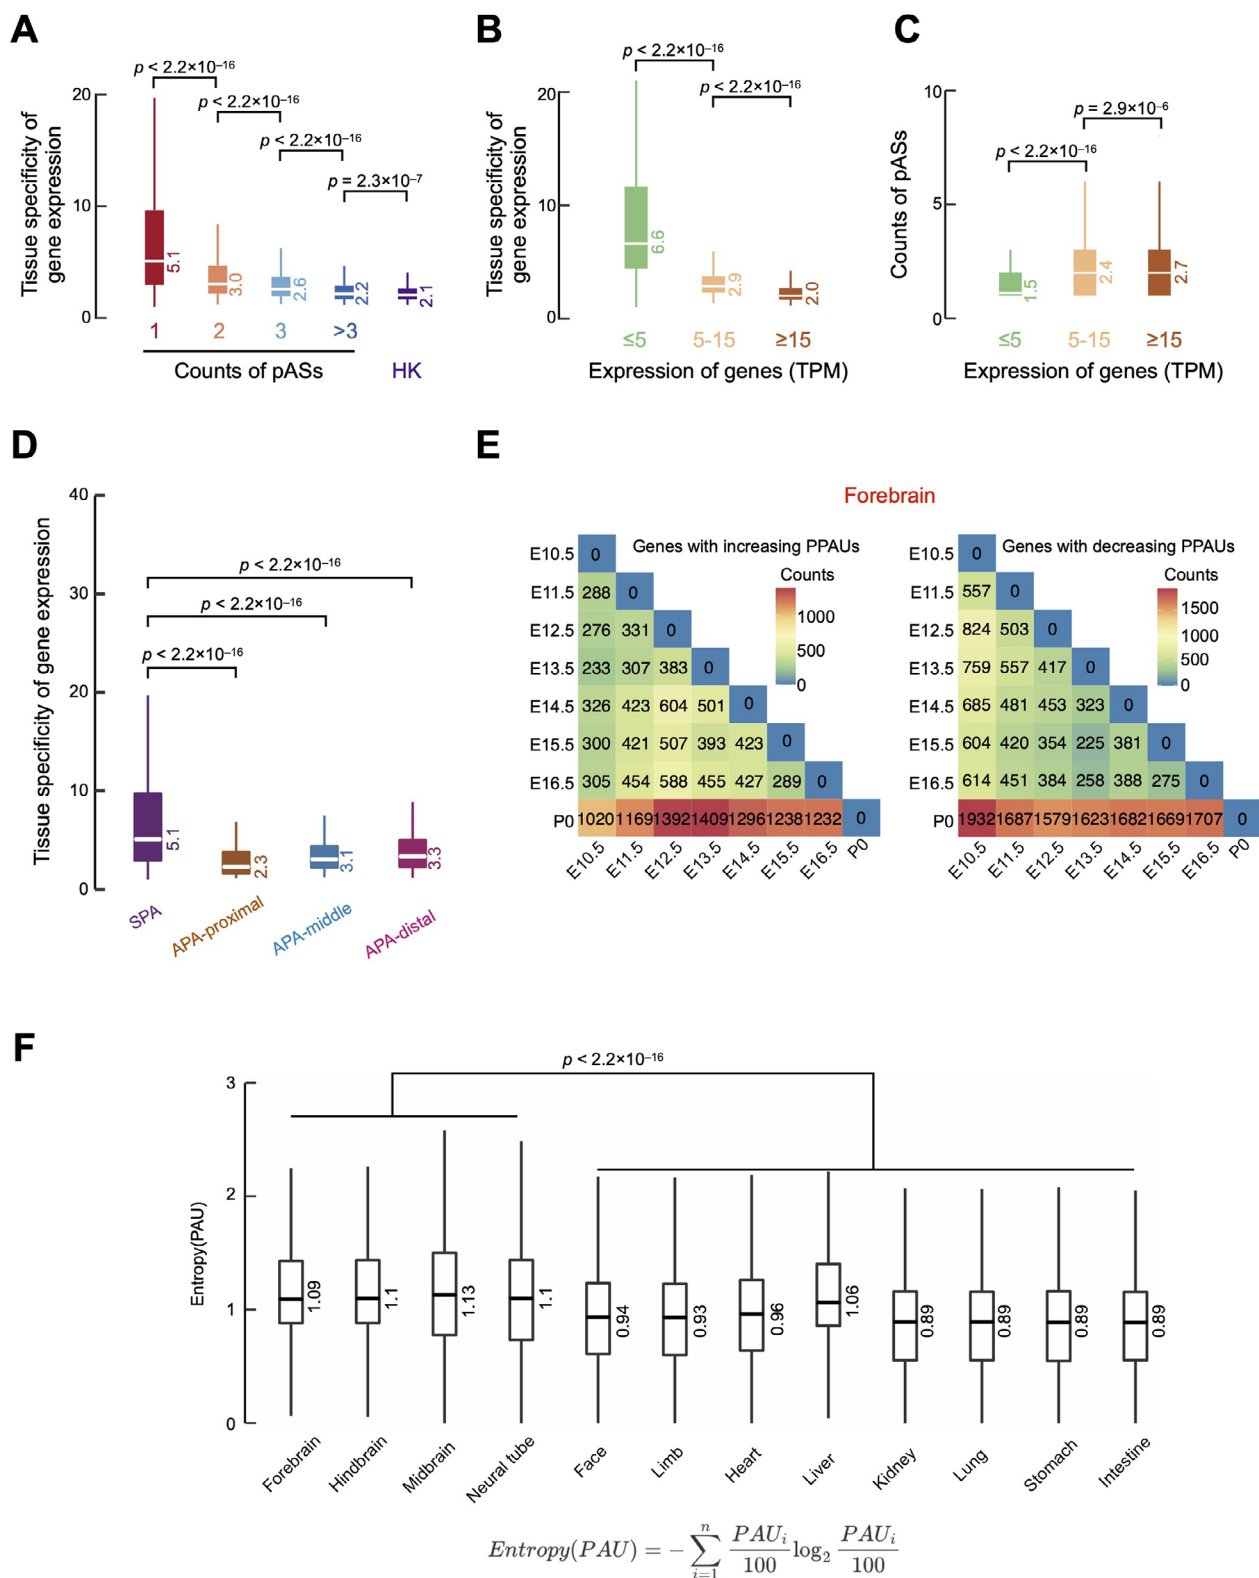 A
Tissue specificity of
gene expression
20
10
0
p < 2.2×10⁻¹⁶
p < 2.2×10⁻¹⁶
p < 2.2×10⁻¹⁶
p = 2.3×10⁻⁷
5.1
3.0
2.6
2.2
2.1
1 2 3 >3
Counts of pASs
HK
B
Tissue specificity of
gene expression
20
10
0
p < 2.2×10⁻¹⁶
p < 2.2×10⁻¹⁶
6.6
2.9
2.0
≤5 5-15 ≥15
Expression of genes (TPM)
C
Counts of pASs
10
5
0
p = 2.9×10⁻⁶
p < 2.2×10⁻¹⁶
1.5
2.4
2.7
≤5 5-15 ≥15
Expression of genes (TPM)
D
Tissue specificity of gene expression
40
30
20
10
0
p < 2.2×10⁻¹⁶
p < 2.2×10⁻¹⁶
p < 2.2×10⁻¹⁶
5.1
2.3
3.1
3.3
SPA
APA-proximal
APA-middle
APA-distal
E
Forebrain
Genes with increasing PPAUs
Counts
1000
500
0
E10.5 0
E11.5 288 0
E12.5 276 331 0
E13.5 233 307 383 0
E14.5 326 423 604 501 0
E15.5 300 421 507 393 423 0
E16.5 305 454 588 455 427 289 0
P0 1020 1169 1392 1409 1296 1238 1232 0
E10.5 E11.5 E12.5 E13.5 E14.5 E15.5 E16.5 P0
Genes with decreasing PPAUs
Counts
1500
1000
500
0
E10.5 0
E11.5 557 0
E12.5 824 503 0
E13.5 759 557 417 0
E14.5 685 481 453 323 0
E15.5 604 420 354 225 381 0
E16.5 614 451 384 258 388 275 0
P0 1932 1687 1579 1623 1682 1669 1707 0
E10.5 E11.5 E12.5 E13.5 E14.5 E15.5 E16.5 P0
F
p < 2.2×10⁻¹⁶
Entropy(PAU)
3
2
1
0
1.09
1.1
1.13
1.1
0.94
0.93
0.96
1.06
0.89
0.89
0.89
0.89
Forebrain
Hindbrain
Midbrain
Neural tube
Face
Limb
Heart
Liver
Kidney
Lung
Stomach
Intestine
Entropy(PAU) = −∑ⁿᵢ₌₁ PAUᵢ/100 log₂ PAUᵢ/100